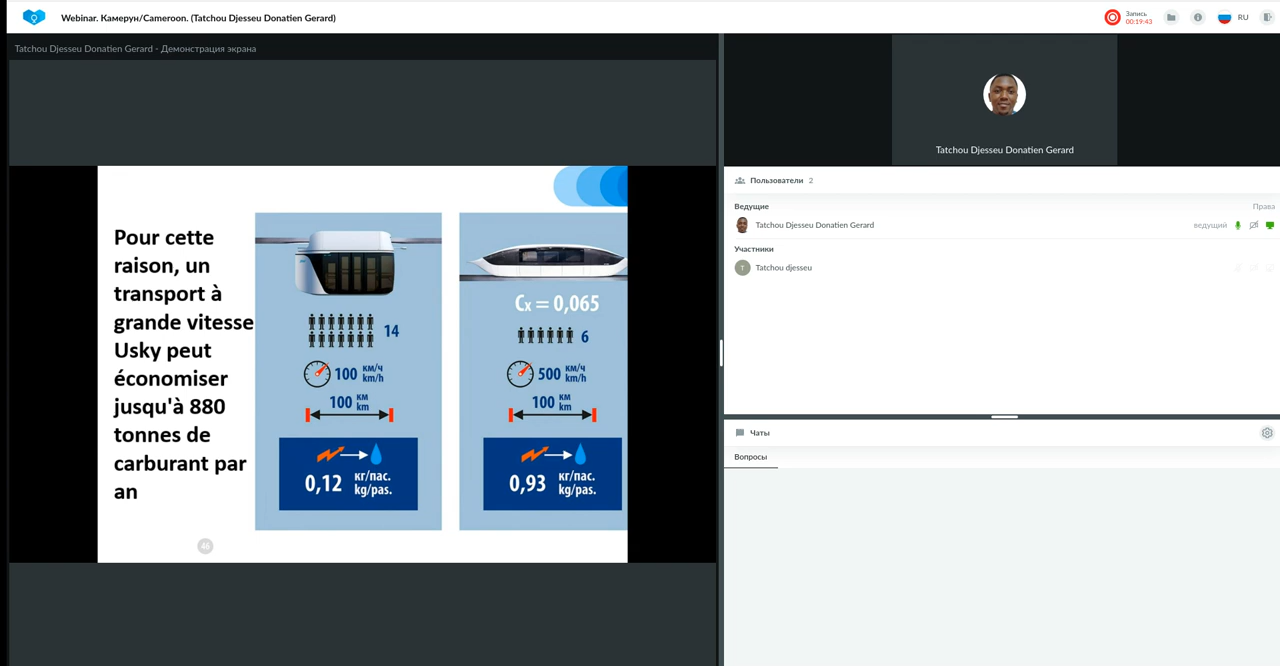 Webinar. Камерун/Cameroon. (Tatchou Djesseu Donatien Gerard)
Запись
00:19:43
RU
Tatchou Djesseu Donatien Gerard - Демонстрация экрана
Pour cette
raison, un
transport à
grande vitesse
Usky peut
économiser
jusqu'à 880
tonnes de
carburant par
an
14
100 км/ч km/h
100 км km
0,12 кг/пас. kg/pas.
Cx = 0,065
6
500 км/ч km/h
100 км km
0,93 кг/пас. kg/pas.
46
Tatchou Djesseu Donatien Gerard
Пользователи 2
Ведущие Права
Tatchou Djesseu Donatien Gerard ведущий
Участники
T Tatchou djesseu
Чаты
Вопросы